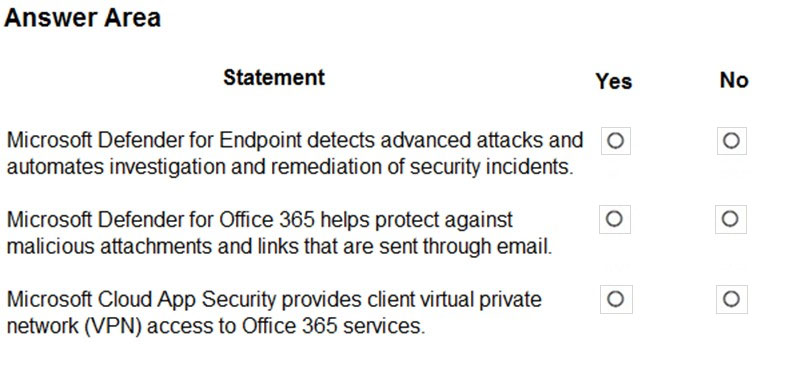 Answer Area
Statement Yes No
Microsoft Defender for Endpoint detects advanced attacks and
automates investigation and remediation of security incidents.
Microsoft Defender for Office 365 helps protect against
malicious attachments and links that are sent through email.
Microsoft Cloud App Security provides client virtual private
network (VPN) access to Office 365 services.